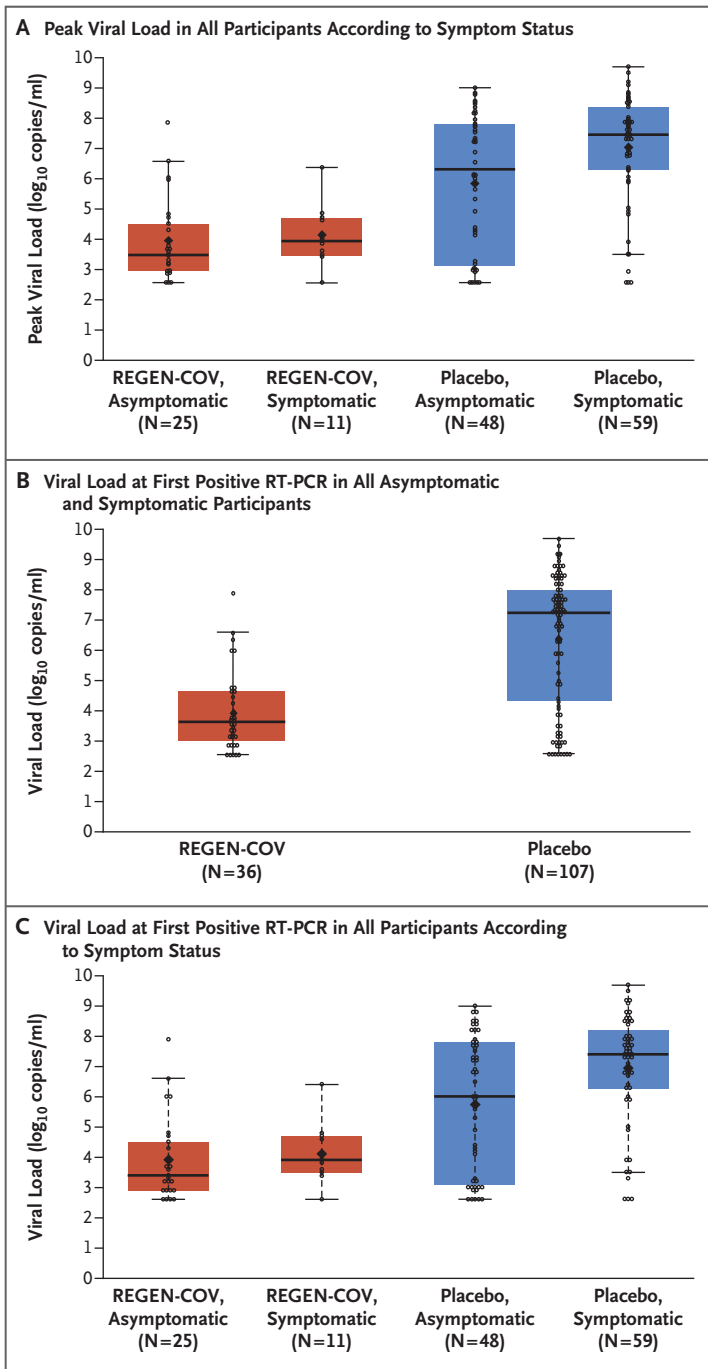 A Peak Viral Load in All Participants According to Symptom Status
Peak Viral Load (log10 copies/ml)
10
9
8
7
6
5
4
3
2
1
0
REGEN-COV, Asymptomatic (N=25)
REGEN-COV, Symptomatic (N=11)
Placebo, Asymptomatic (N=48)
Placebo, Symptomatic (N=59)
B Viral Load at First Positive RT-PCR in All Asymptomatic
and Symptomatic Participants
Viral Load (log10 copies/ml)
10
9
8
7
6
5
4
3
2
1
0
REGEN-COV (N=36)
Placebo (N=107)
C Viral Load at First Positive RT-PCR in All Participants According
to Symptom Status
Viral Load (log10 copies/ml)
10
9
8
7
6
5
4
3
2
1
0
REGEN-COV, Asymptomatic (N=25)
REGEN-COV, Symptomatic (N=11)
Placebo, Asymptomatic (N=48)
Placebo, Symptomatic (N=59)